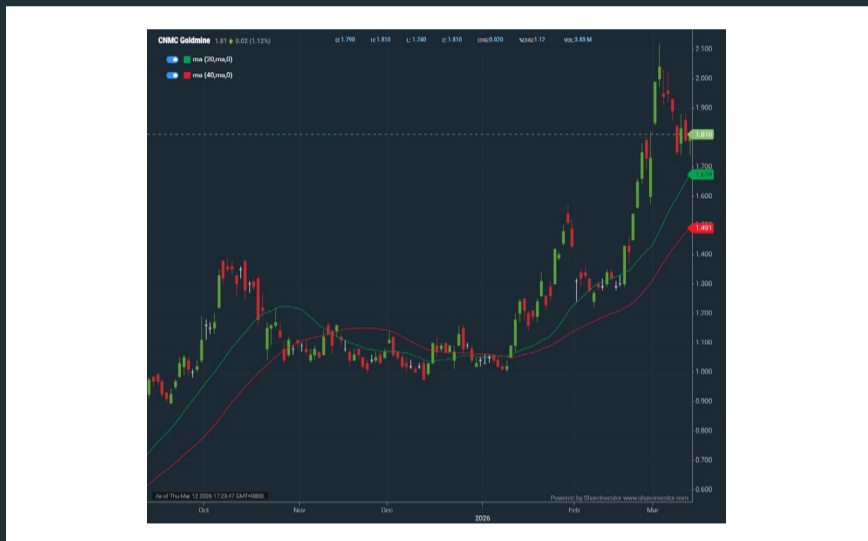 CNMC Goldmine 1.81 0.02 (1.12%) O:1.790 H:1.810 L:1.740 C:1.810 CHG:0.020 %CHG:1.12 VOL:3.85 M
ma (20,ma,0)
ma (40,ma,0)
2.100
2.000
1.900
1.810
1.700
1.674
1.600
1.491
1.400
1.300
1.200
1.100
1.000
0.900
0.800
0.700
0.600
As of Thu Mar 12 2026 17:23:47 GMT+0800
Powered by ShareInvestor www.shareinvestor.com
Oct Nov Dec 2026 Feb Mar